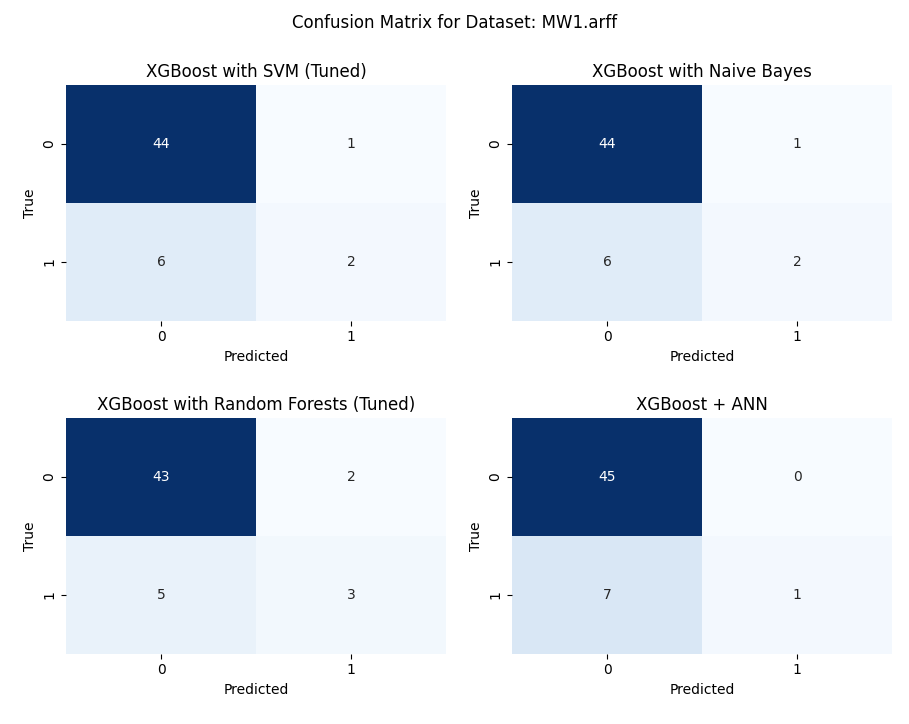 Confusion Matrix for Dataset: MW1.arff
XGBoost with SVM (Tuned)
0
44
1
True
1
6
2
0
1
Predicted
XGBoost with Naive Bayes
0
44
1
True
1
6
2
0
1
Predicted
XGBoost with Random Forests (Tuned)
0
43
2
True
1
5
3
0
1
Predicted
XGBoost + ANN
0
45
0
True
1
7
1
0
1
Predicted